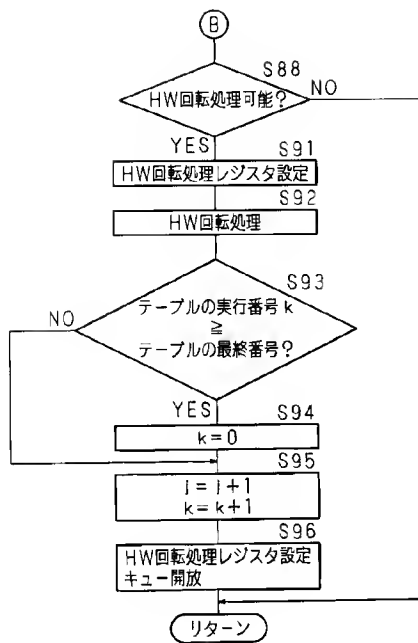 B
S88
HW回転処理可能?
NO
YES
S91
HW回転処理レジスタ設定
S92
HW回転処理
S93
テーブルの実行番号k
≧
テーブルの最終番号?
NO
YES
S94
k=0
S95
i=i+1
k=k+1
S96
HW回転処理レジスタ設定
キュー開放
リターン